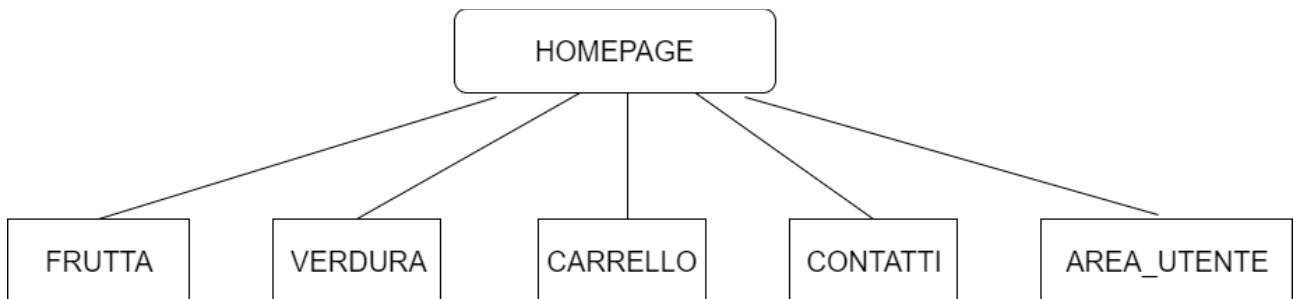 HOMEPAGE
FRUTTA
VERDURA
CARRELLO
CONTATTI
AREA_UTENTE